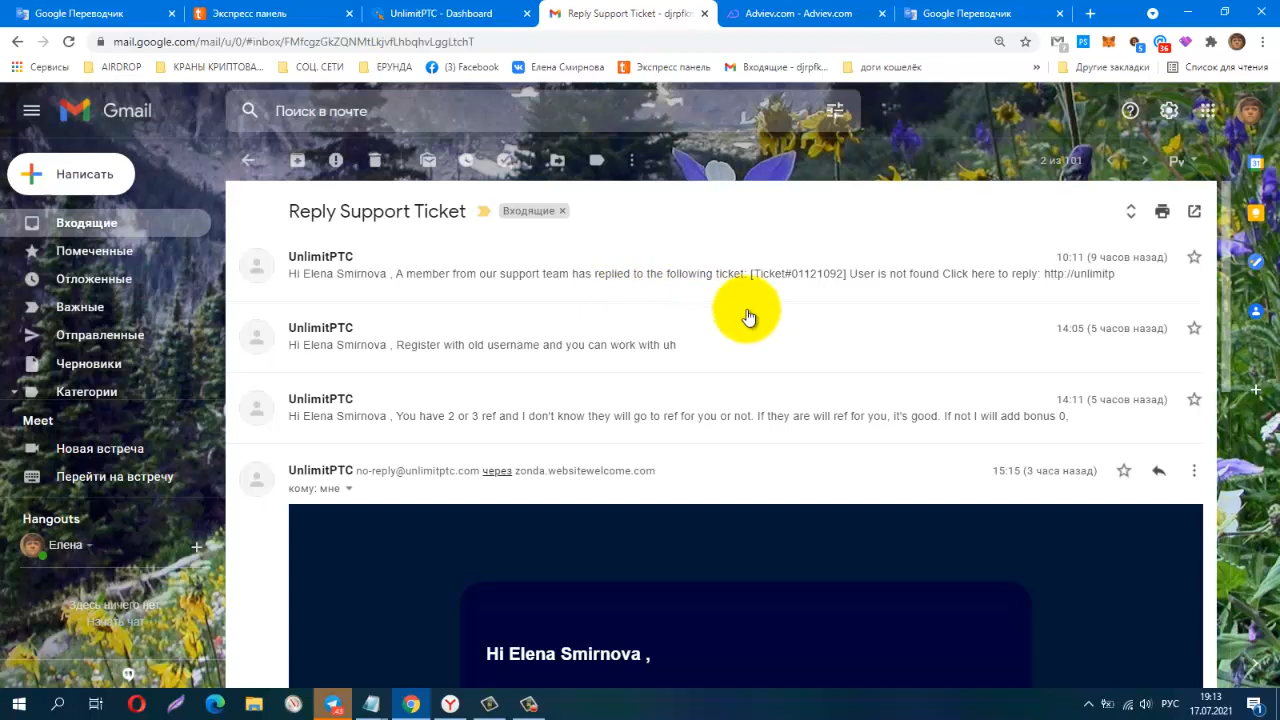 Google Переводчик
Экспресс панель
UnlimitPTC - Dashboard
Reply Support Ticket - djrpfk
Adviev.com - Adviev.com
Google Переводчик
mail.google.com/mail/u/0/#inbox/FMfcgzGkZQNMtLkjvfLhbqhvLggLtchT
Сервисы
AIRDROP
КРАНЫ КРИПТОВА...
СОЦ. СЕТИ
ЕРУНДА
(3) Facebook
Елена Смирнова
Экспресс панель
Входящие - djrpfk...
доги кошелёк
»
Другие закладки
Список для чтения
Gmail
Поиск в почте
Написать
2 из 101
Входящие
Помеченные
Отложенные
Важные
Отправленные
Черновики
Категории
Meet
Новая встреча
Перейти на встречу
Hangouts
Елена
Здесь ничего нет.
Начать чат
Reply Support Ticket
Входящие ×
UnlimitPTC
10:11 (9 часов назад)
Hi Elena Smirnova , A member from our support team has replied to the following ticket: [Ticket#01121092] User is not found Click here to reply: http://unlimitp
UnlimitPTC
14:05 (5 часов назад)
Hi Elena Smirnova , Register with old username and you can work with uh
UnlimitPTC
14:11 (5 часов назад)
Hi Elena Smirnova , You have 2 or 3 ref and I don't know they will go to ref for you or not. If they are will ref for you, it's good. If not I will add bonus 0,
UnlimitPTC no-reply@unlimitptc.com через zonda.websitewelcome.com
15:15 (3 часа назад)
кому: мне
Hi Elena Smirnova ,
РУС
19:13
17.07.2021